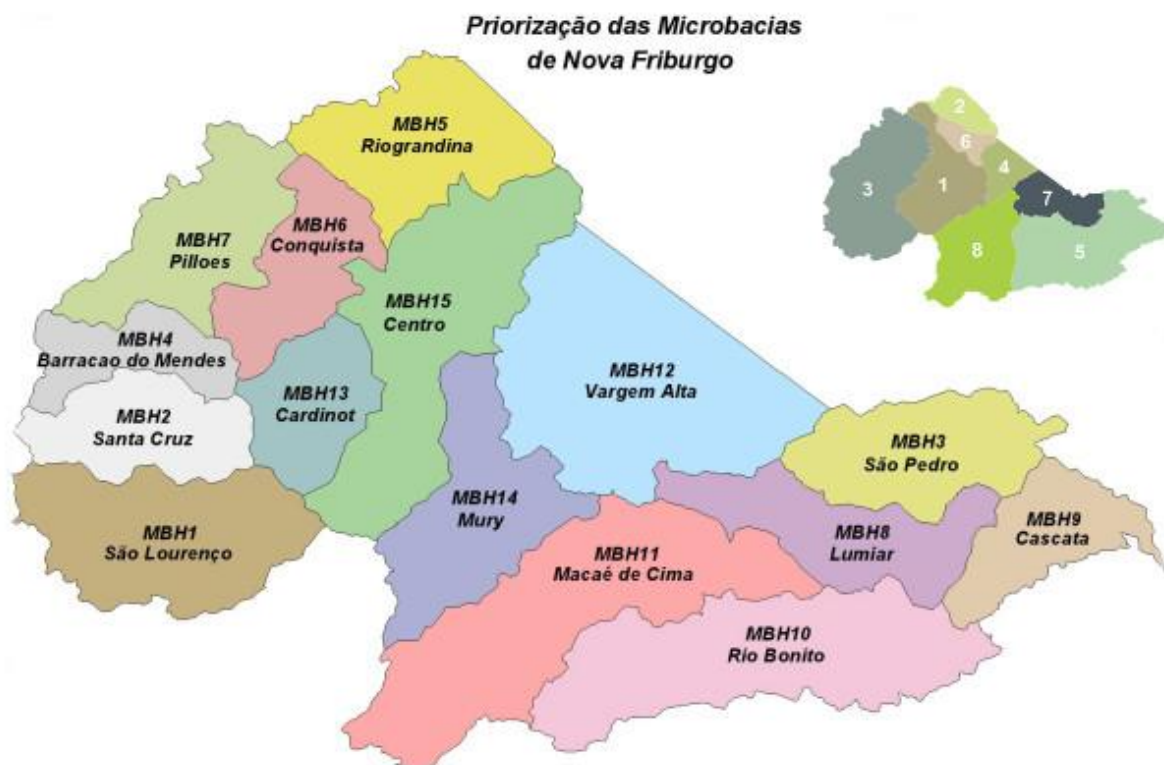 Priorização das Microbacias
de Nova Friburgo
MBH5
Riograndina
MBH6
Conquista
MBH7
Pilloes
MBH15
Centro
MBH4
Barracao do Mendes
MBH13
Cardinot
MBH12
Vargem Alta
MBH2
Santa Cruz
MBH3
São Pedro
MBH14
Mury
MBH1
São Lourenço
MBH11
Macaé de Cima
MBH8
Lumiar
MBH9
Cascata
MBH10
Rio Bonito
2
6
4
3
1
7
8
5